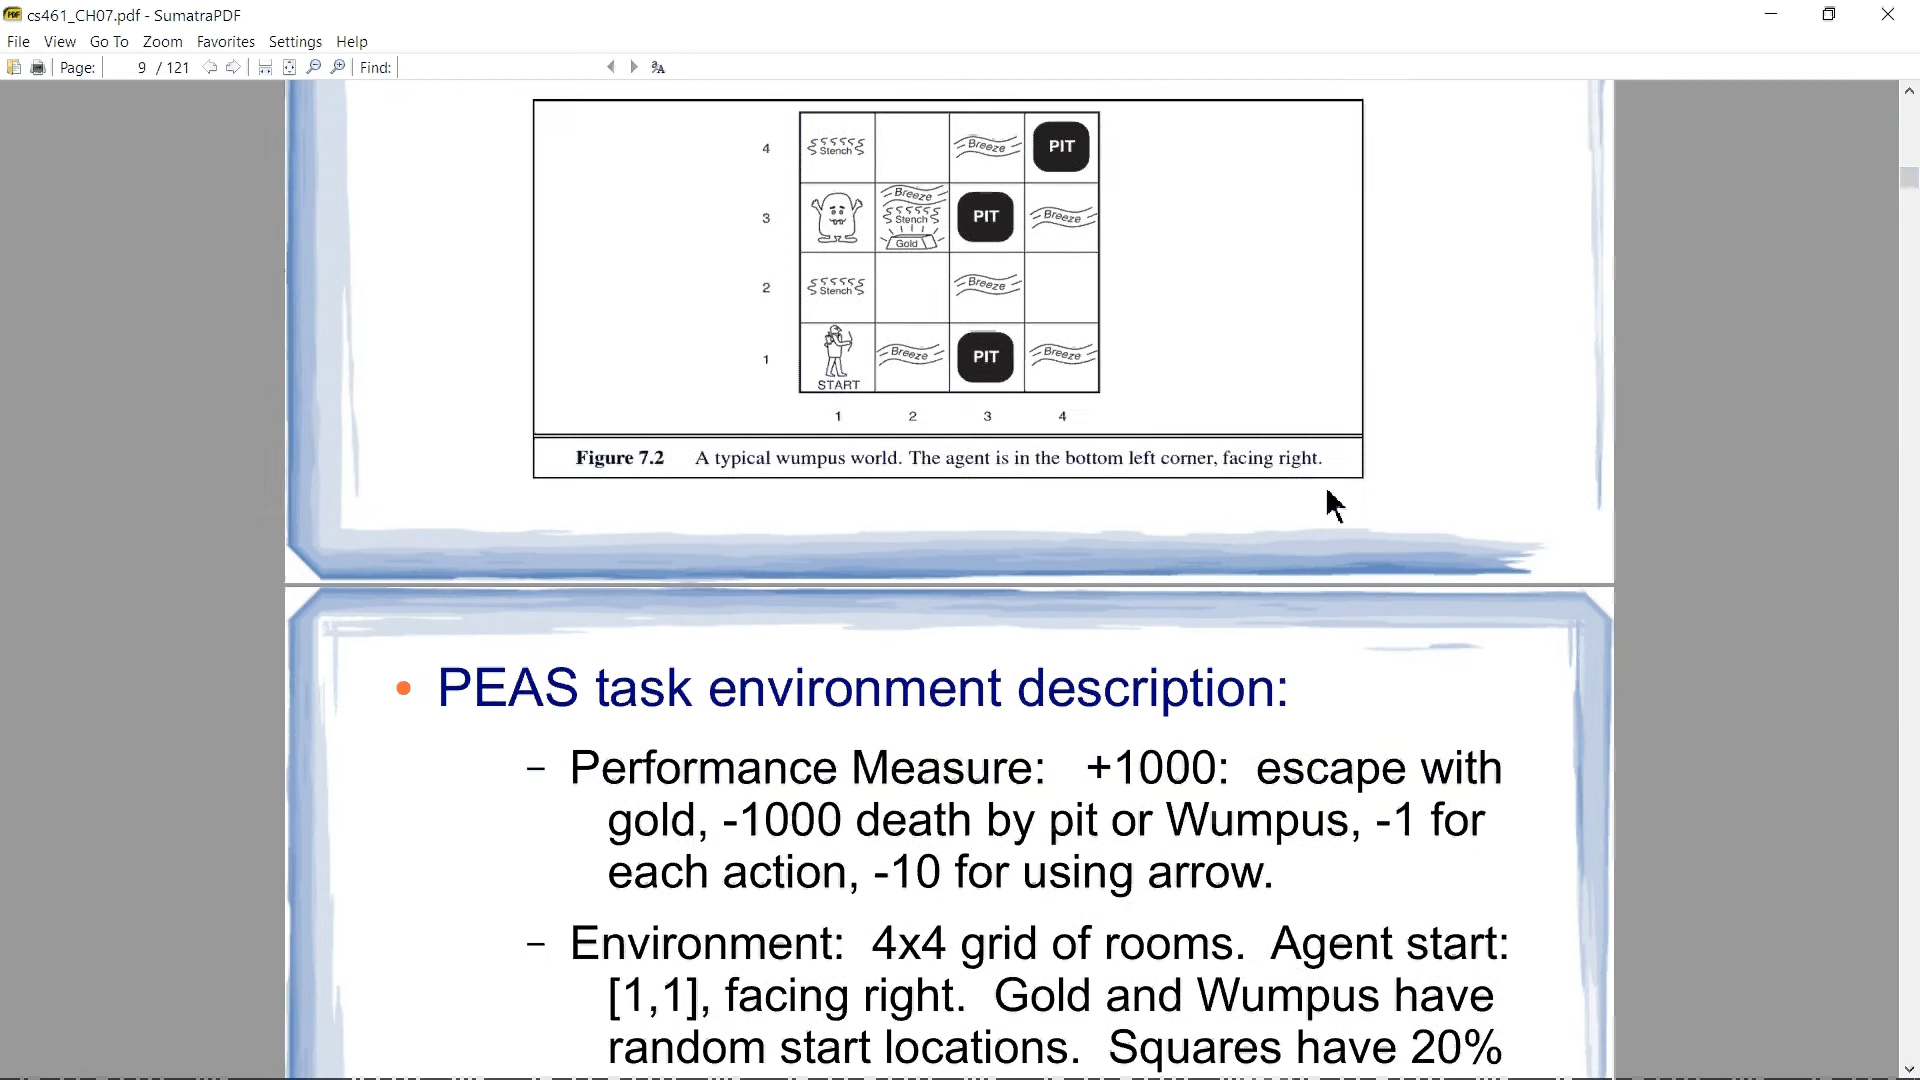 cs461_CH07.pdf - SumatraPDF
File View Go To Zoom Favorites Settings Help
Page: 9 / 121 Find:
4 Stench Breeze PIT
Breeze
3 Stench PIT Breeze
Gold
2 Stench Breeze
1 Breeze PIT Breeze
START
1 2 3 4
Figure 7.2 A typical wumpus world. The agent is in the bottom left corner, facing right.
• PEAS task environment description:
– Performance Measure: +1000: escape with
gold, -1000 death by pit or Wumpus, -1 for
each action, -10 for using arrow.
– Environment: 4x4 grid of rooms. Agent start:
[1,1], facing right. Gold and Wumpus have
random start locations. Squares have 20%